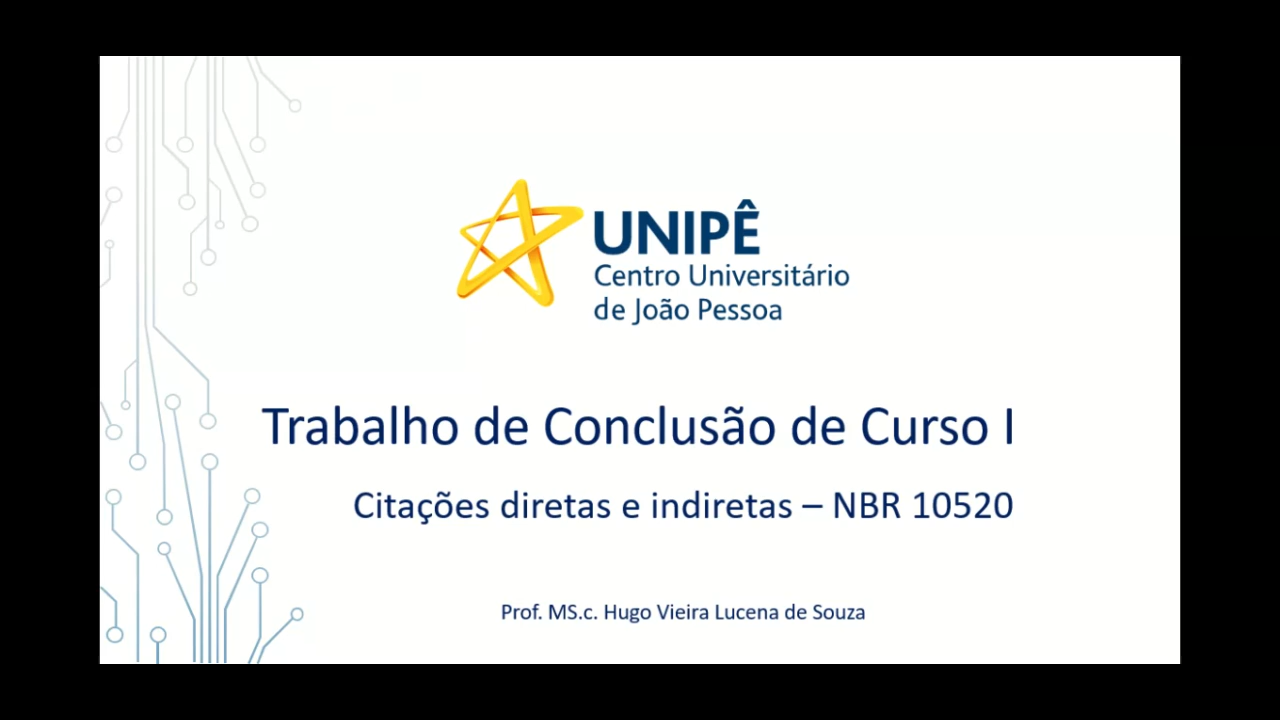 UNIPÊ
Centro Universitário
de João Pessoa
Trabalho de Conclusão de Curso I
Citações diretas e indiretas – NBR 10520
Prof. MS.c. Hugo Vieira Lucena de Souza